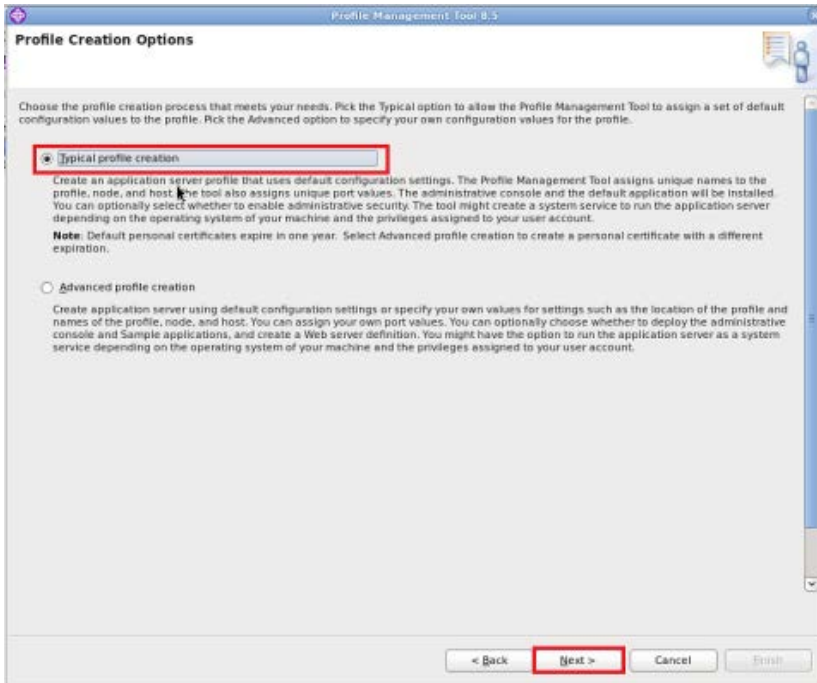 Profile Management Tool 8.5
Profile Creation Options
Choose the profile creation process that meets your needs. Pick the Typical option to allow the Profile Management Tool to assign a set of default
configuration values to the profile. Pick the Advanced option to specify your own configuration values for the profile.
Typical profile creation
Create an application server profile that uses default configuration settings. The Profile Management Tool assigns unique names to the
profile, node, and host. The tool also assigns unique port values. The administrative console and the default application will be installed.
You can optionally select whether to enable administrative security. The tool might create a system service to run the application server
depending on the operating system of your machine and the privileges assigned to your user account.
Note: Default personal certificates expire in one year. Select Advanced profile creation to create a personal certificate with a different
expiration.
Advanced profile creation
Create application server using default configuration settings or specify your own values for settings such as the location of the profile and
names of the profile, node, and host. You can assign your own port values. You can optionally choose whether to deploy the administrative
console and Sample applications, and create a Web server definition. You might have the option to run the application server as a system
service depending on the operating system of your machine and the privileges assigned to your user account.
< Back Next > Cancel Finish